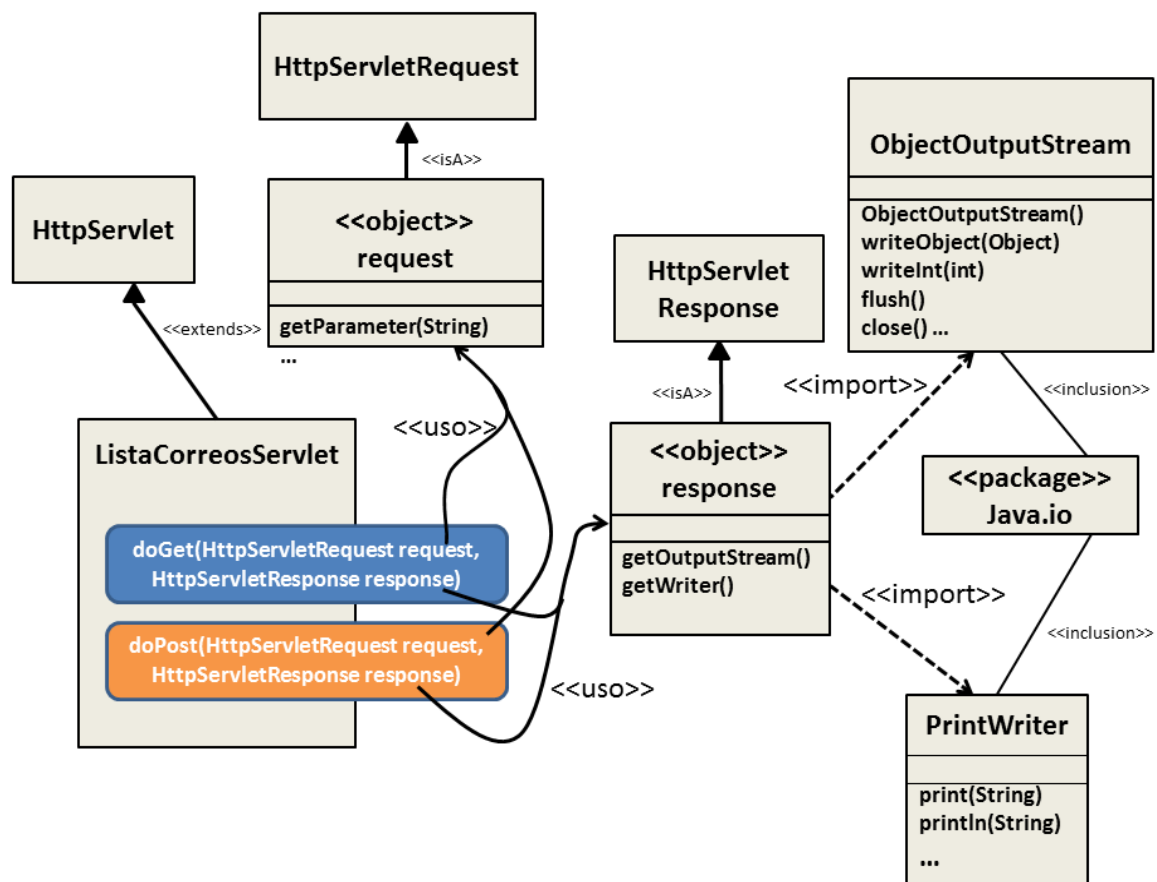 HttpServletRequest
<<isA>>
HttpServlet
<<extends>>
<<object>>
request
getParameter(String)
...
ObjectOutputStream
ObjectOutputStream()
writeObject(Object)
writeInt(int)
flush()
close() ...
HttpServlet
Response
<<isA>>
<<import>>
<<inclusion>>
<<uso>>
ListaCorreosServlet
doGet(HttpServletRequest request,
HttpServletResponse response)
doPost(HttpServletRequest request,
HttpServletResponse response)
<<uso>>
<<object>>
response
getOutputStream()
getWriter()
<<package>>
Java.io
<<import>>
<<inclusion>>
PrintWriter
print(String)
println(String)
...